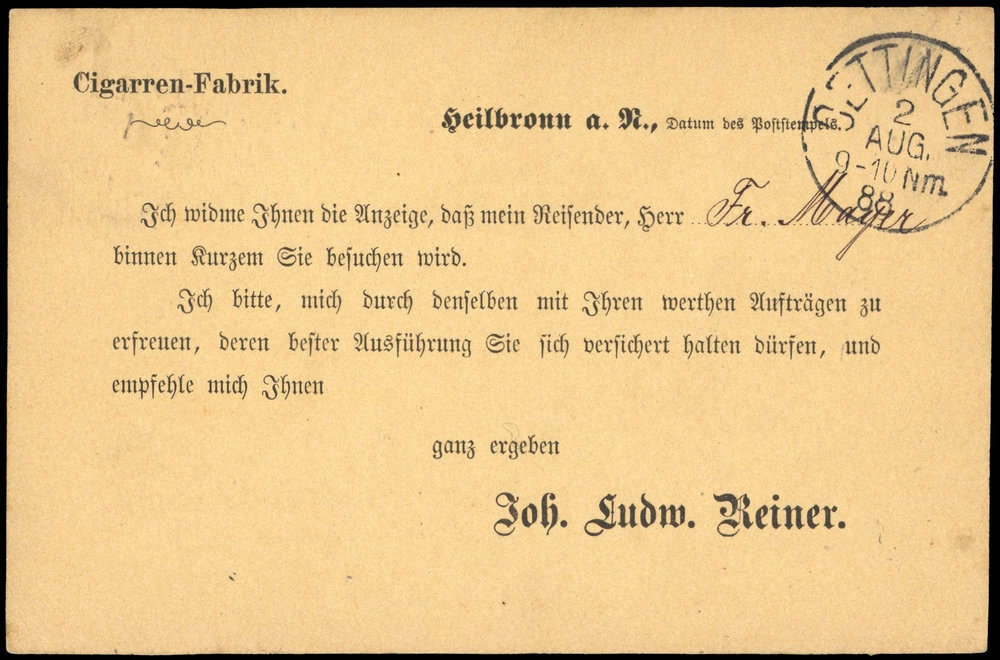 Cigarren-Fabrik.
Heilbronn a. N., Datum des Poststempels.
OETTINGEN
2
AUG.
9-10 Nm.
88
Ich widme Ihnen die Anzeige, daß mein Reisender, Herr Fr. Mayer
binnen Kurzem Sie besuchen wird.
Ich bitte, mich durch denselben mit Ihren werthen Aufträgen zu
erfreuen, deren bester Ausführung Sie sich versichert halten dürfen, und
empfehle mich Ihnen
ganz ergeben
Joh. Ludw. Reiner.